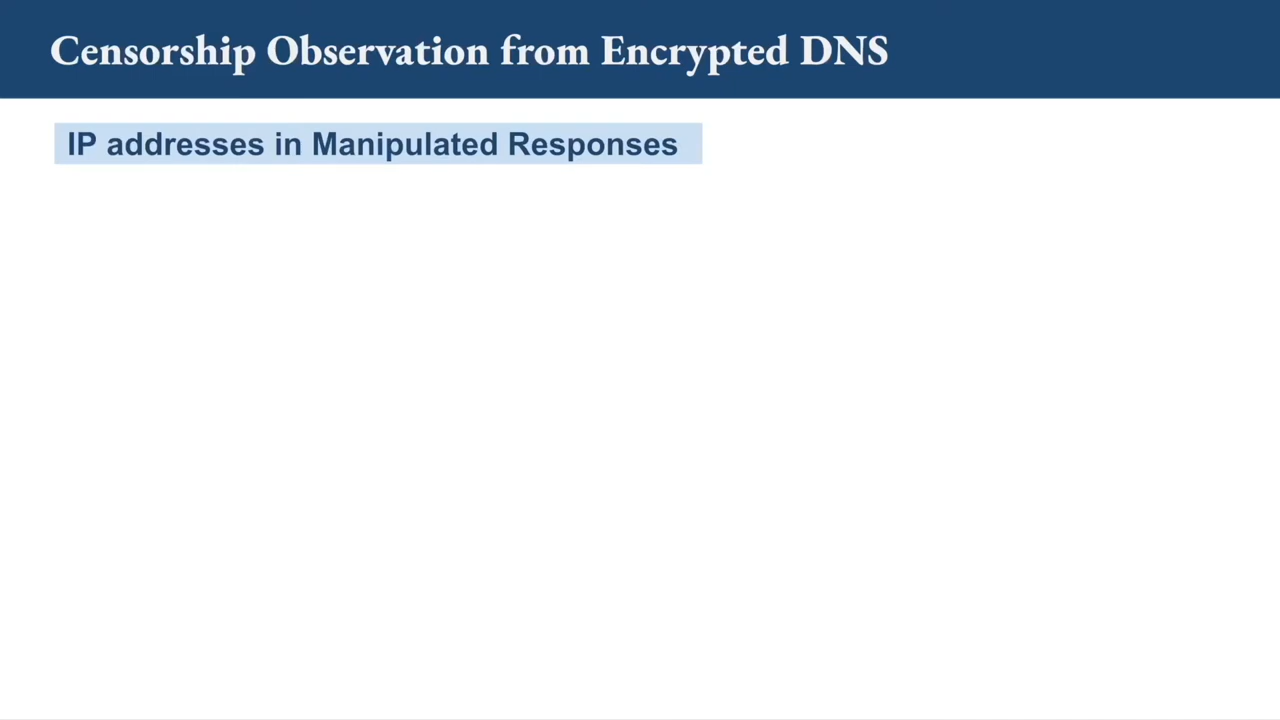 Censorship Observation from Encrypted DNS
IP addresses in Manipulated Responses